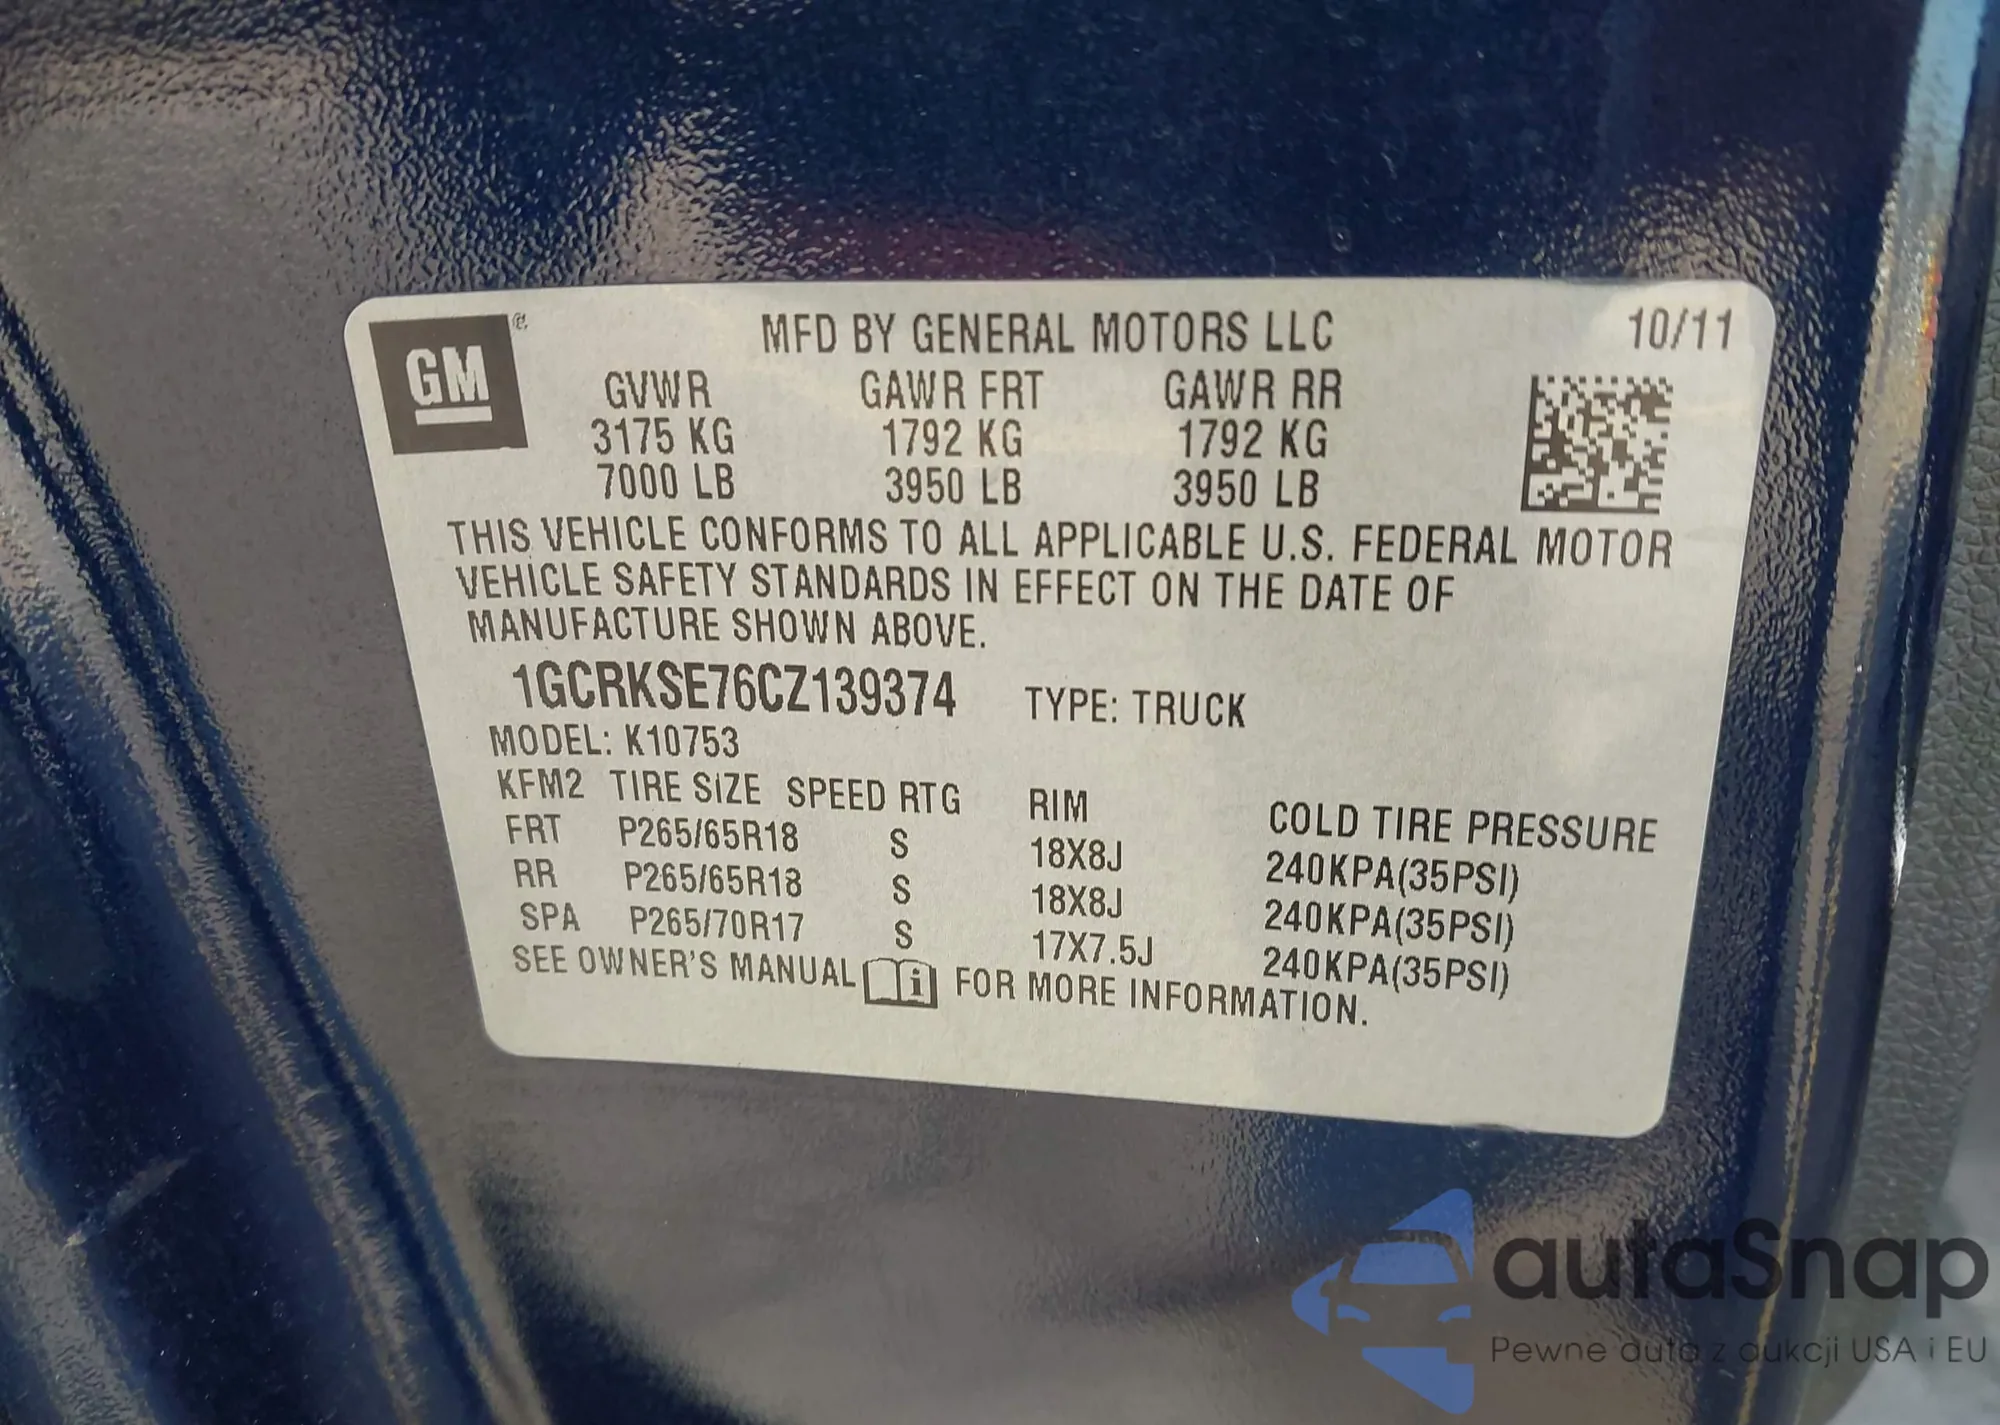 GM
MFD BY GENERAL MOTORS LLC 10/11
GVWR GAWR FRT GAWR RR
3175 KG 1792 KG 1792 KG
7000 LB 3950 LB 3950 LB
THIS VEHICLE CONFORMS TO ALL APPLICABLE U.S. FEDERAL MOTOR
VEHICLE SAFETY STANDARDS IN EFFECT ON THE DATE OF
MANUFACTURE SHOWN ABOVE.
1GCRKSE76CZ139374 TYPE: TRUCK
MODEL: K10753
KFM2 TIRE SIZE SPEED RTG RIM COLD TIRE PRESSURE
FRT P265/65R18 S 18X8J 240KPA(35PSI)
RR P265/65R18 S 18X8J 240KPA(35PSI)
SPA P265/70R17 S 17X7.5J 240KPA(35PSI)
SEE OWNER'S MANUAL FOR MORE INFORMATION.
autaSnap
Pewne auta z aukcji USA i EU